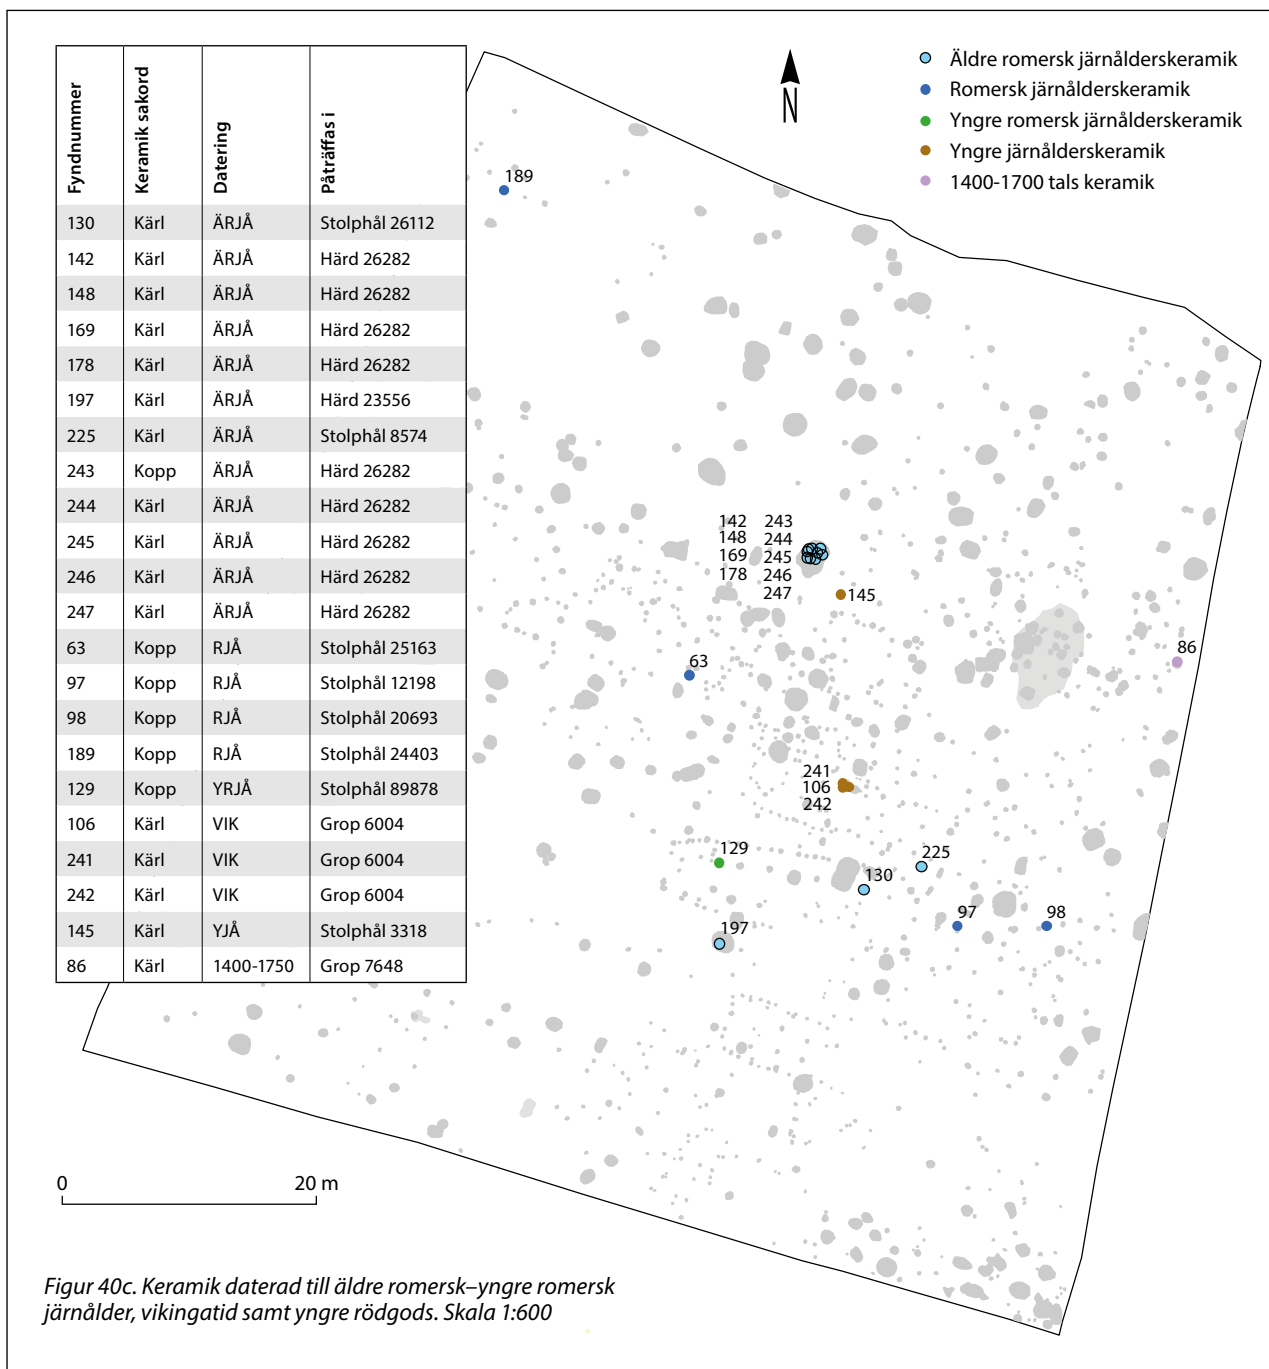 Fyndnummer Keramik sakord Datering Påträffas i
130 Kärl ÄRJÅ Stolphål 26112
142 Kärl ÄRJÅ Härd 26282
148 Kärl ÄRJÅ Härd 26282
169 Kärl ÄRJÅ Härd 26282
178 Kärl ÄRJÅ Härd 26282
197 Kärl ÄRJÅ Härd 23556
225 Kärl ÄRJÅ Stolphål 8574
243 Kopp ÄRJÅ Härd 26282
244 Kärl ÄRJÅ Härd 26282
245 Kärl ÄRJÅ Härd 26282
246 Kärl ÄRJÅ Härd 26282
247 Kärl ÄRJÅ Härd 26282
63 Kopp RJÅ Stolphål 25163
97 Kopp RJÅ Stolphål 12198
98 Kopp RJÅ Stolphål 20693
189 Kopp RJÅ Stolphål 24403
129 Kopp YRJÅ Stolphål 89878
106 Kärl VIK Grop 6004
241 Kärl VIK Grop 6004
242 Kärl VIK Grop 6004
145 Kärl YJÅ Stolphål 3318
86 Kärl 1400-1750 Grop 7648
N
Äldre romersk järnålderskeramik
Romersk järnålderskeramik
Yngre romersk järnålderskeramik
Yngre järnålderskeramik
1400-1700 tals keramik
189
142 243
148 244
169 245
178 246
247
145
63
86
241
106
242
129
225
130
197
97
98
0 20 m
Figur 40c. Keramik daterad till äldre romersk–yngre romersk
järnålder, vikingatid samt yngre rödgods. Skala 1:600